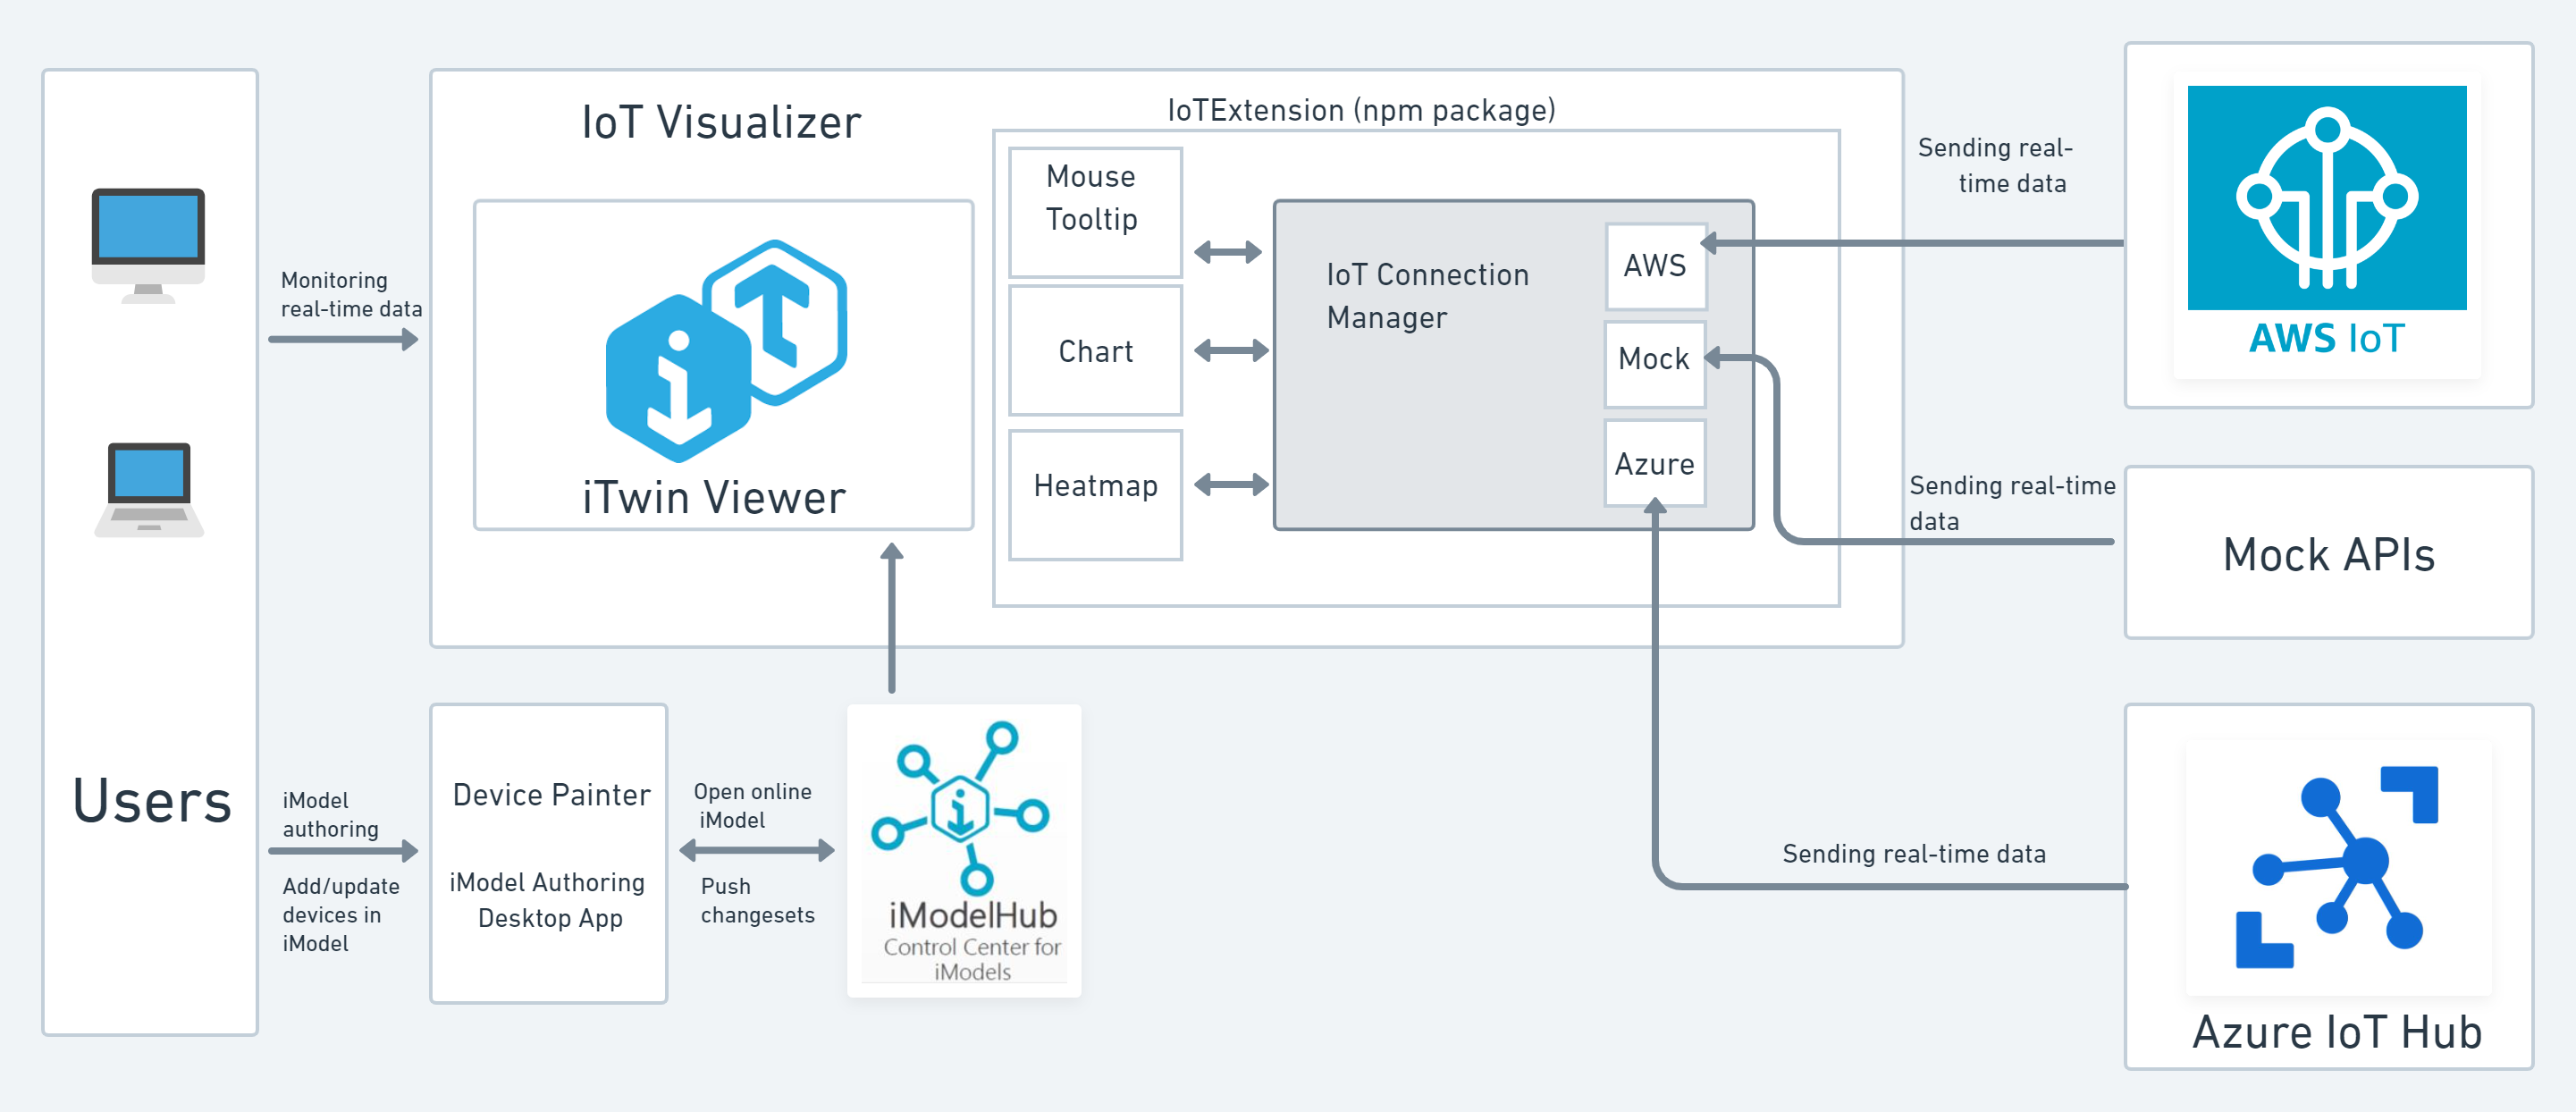 Users
Monitoring
real-time data
iModel
authoring
Add/update
devices in
iModel
IoT Visualizer
iTwin Viewer
IoTExtension (npm package)
Mouse
Tooltip
Chart
Heatmap
IoT Connection
Manager
AWS
Mock
Azure
Device Painter
iModel Authoring
Desktop App
Open online
iModel
Push
changesets
iModelHub
Control Center for
iModels
Sending real-
time data
Sending real-time
data
Sending real-time data
AWS IoT
Mock APIs
Azure IoT Hub